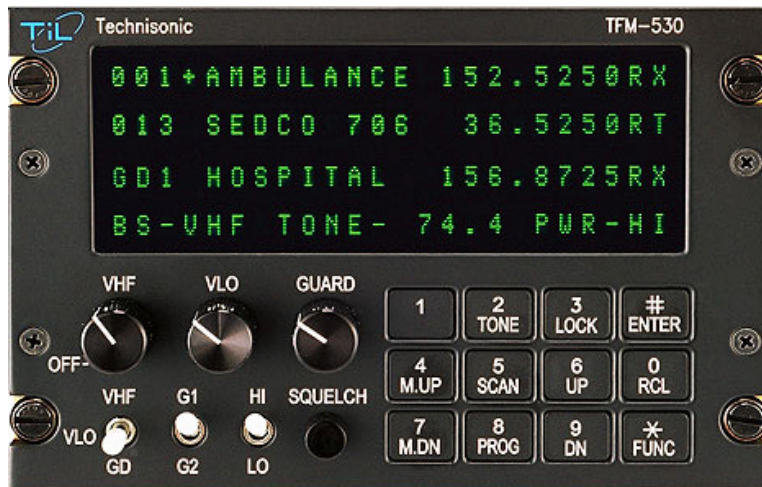 TiL Technisonic TFM-530
001+AMBULANCE 152.5250RX
013 SEDCO 706 36.5250RT
GD1 HOSPITAL 156.8725RX
BS-VHF TONE- 74.4 PWR-HI
VHF VLO GUARD
OFF
1 2 TONE 3 LOCK # ENTER
4 M.UP 5 SCAN 6 UP 0 RCL
7 M.DN 8 PROG 9 DN * FUNC
VHF G1 HI SQUELCH
VLO
GD G2 LO